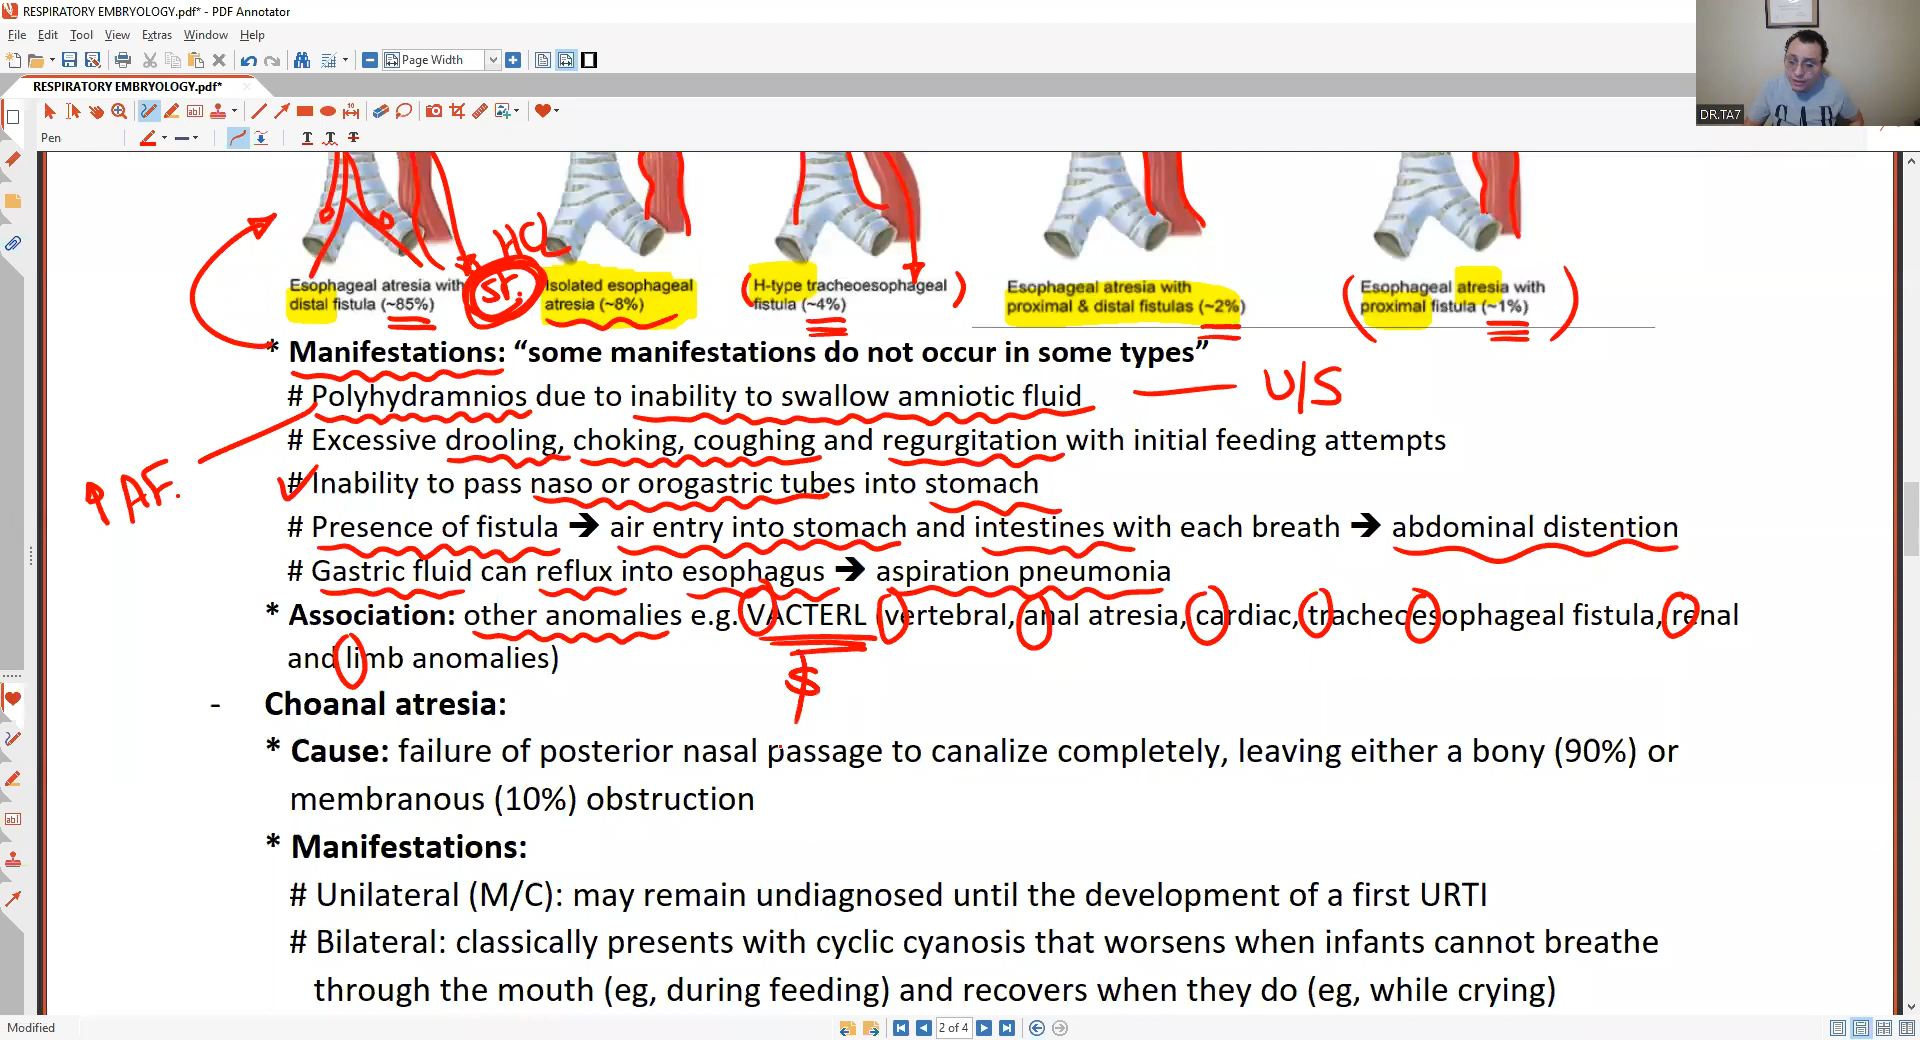 RESPIRATORY EMBRYOLOGY.pdf* - PDF Annotator
File Edit Tool View Extras Window Help
Page Width
RESPIRATORY EMBRYOLOGY.pdf*
DR.TA7
Pen
HCL
St.
Esophageal atresia with
distal fistula (~85%)
Isolated esophageal
atresia (~8%)
H-type tracheoesophageal
fistula (~4%)
Esophageal atresia with
proximal & distal fistulas (~2%)
Esophageal atresia with
proximal fistula (~1%)
* Manifestations: “some manifestations do not occur in some types”
# Polyhydramnios due to inability to swallow amniotic fluid
U/S
# Excessive drooling, choking, coughing and regurgitation with initial feeding attempts
↑ AF.
# Inability to pass naso or orogastric tubes into stomach
# Presence of fistula ➔ air entry into stomach and intestines with each breath ➔ abdominal distention
# Gastric fluid can reflux into esophagus ➔ aspiration pneumonia
* Association: other anomalies e.g. VACTERL (vertebral, anal atresia, cardiac, tracheoesophageal fistula, renal
and limb anomalies)
$
- Choanal atresia:
* Cause: failure of posterior nasal passage to canalize completely, leaving either a bony (90%) or
membranous (10%) obstruction
* Manifestations:
# Unilateral (M/C): may remain undiagnosed until the development of a first URTI
# Bilateral: classically presents with cyclic cyanosis that worsens when infants cannot breathe
through the mouth (eg, during feeding) and recovers when they do (eg, while crying)
Modified
2 of 4